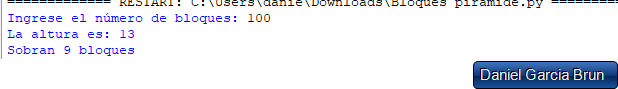 ============= RESTART: C:\Users\danie\Downloads\Bloques piramide.py =========
Ingrese el número de bloques: 100
La altura es: 13
Sobran 9 bloques
Daniel Garcia Brun